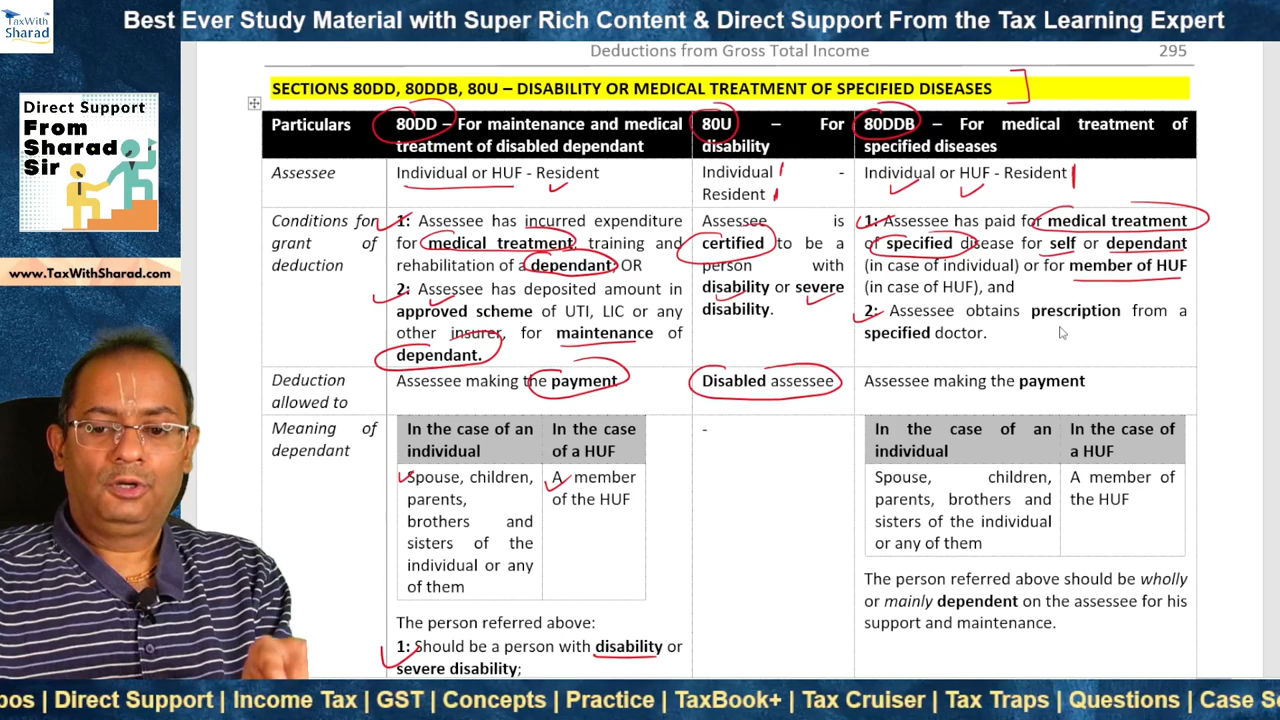 TaxWith
Sharad
Best Ever Study Material with Super Rich Content & Direct Support From the Tax Learning Expert
Deductions from Gross Total Income 295
Direct Support
From
Sharad
Sir
www.TaxWithSharad.com
SECTIONS 80DD, 80DDB, 80U – DISABILITY OR MEDICAL TREATMENT OF SPECIFIED DISEASES
Particulars
80DD – For maintenance and medical
treatment of disabled dependant
80U – For
disability
80DDB – For medical treatment of
specified diseases
Assessee
Individual or HUF - Resident
Individual -
Resident
Individual or HUF - Resident
Conditions for
grant of
deduction
1: Assessee has incurred expenditure
for medical treatment, training and
rehabilitation of a dependant, OR
2: Assessee has deposited amount in
approved scheme of UTI, LIC or any
other insurer, for maintenance of
dependant.
Assessee is
certified to be a
person with
disability or severe
disability.
1: Assessee has paid for medical treatment
of specified disease for self or dependant
(in case of individual) or for member of HUF
(in case of HUF), and
2: Assessee obtains prescription from a
specified doctor.
Deduction
allowed to
Assessee making the payment
Disabled assessee
Assessee making the payment
Meaning of
dependant
In the case of an
individual
In the case
of a HUF
Spouse, children,
parents,
brothers and
sisters of the
individual or any
of them
A member
of the HUF
The person referred above:
1: Should be a person with disability or
severe disability;
-
In the case of an
individual
In the case of
a HUF
Spouse, children,
parents, brothers and
sisters of the individual
or any of them
A member of
the HUF
The person referred above should be wholly
or mainly dependent on the assessee for his
support and maintenance.
pos | Direct Support | Income Tax | GST | Concepts | Practice | TaxBook+ | Tax Cruiser | Tax Traps | Questions | Case S